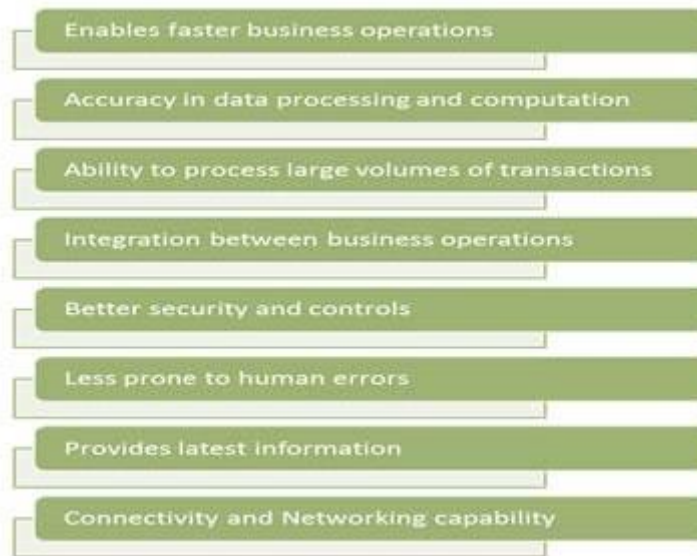 Enables faster business operations
Accuracy in data processing and computation
Ability to process large volumes of transactions
Integration between business operations
Better security and controls
Less prone to human errors
Provides latest information
Connectivity and Networking capability